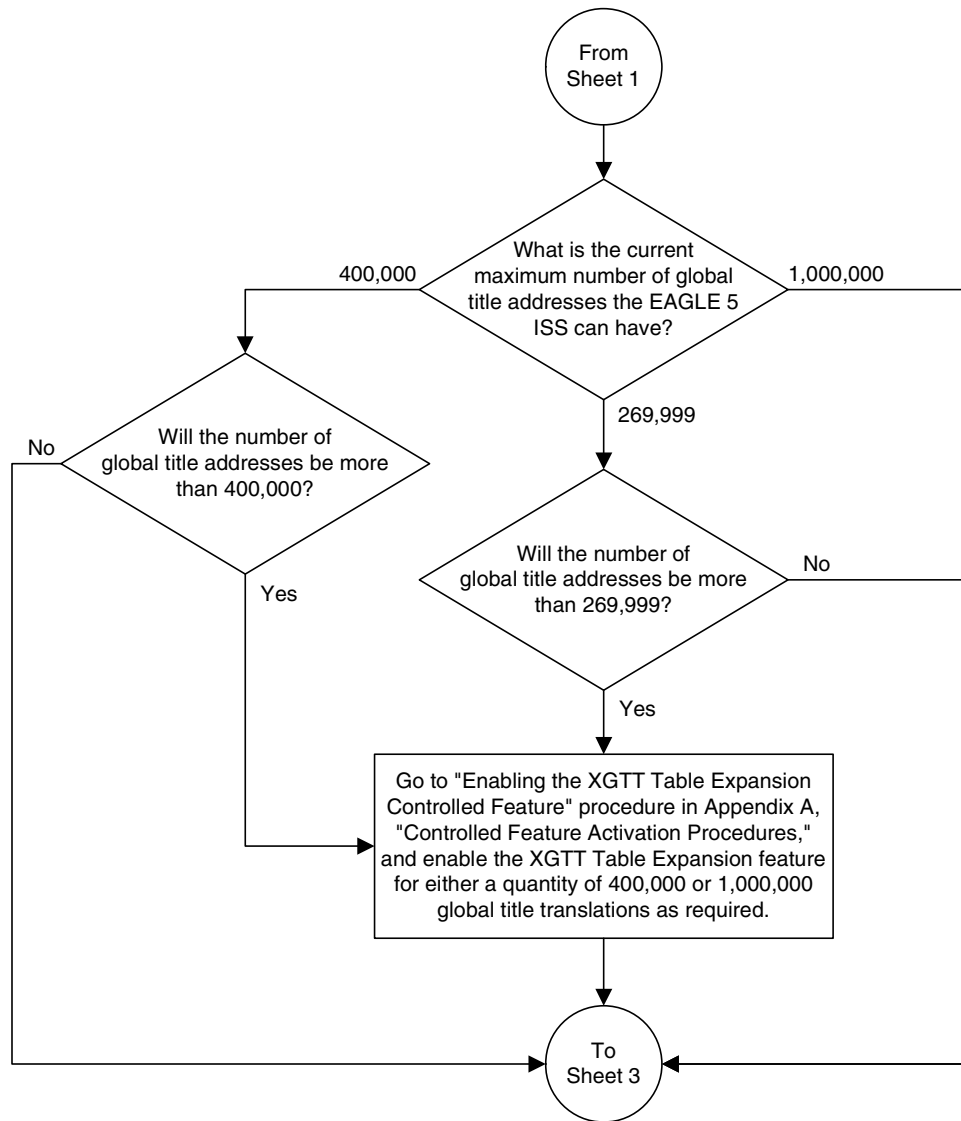 From
Sheet 1
What is the current
maximum number of global
title addresses the EAGLE 5
ISS can have?
400,000
1,000,000
269,999
Will the number of
global title addresses be more
than 400,000?
No
Yes
Will the number of
global title addresses be more
than 269,999?
No
Yes
Go to "Enabling the XGTT Table Expansion
Controlled Feature" procedure in Appendix A,
"Controlled Feature Activation Procedures,"
and enable the XGTT Table Expansion feature
for either a quantity of 400,000 or 1,000,000
global title translations as required.
To
Sheet 3